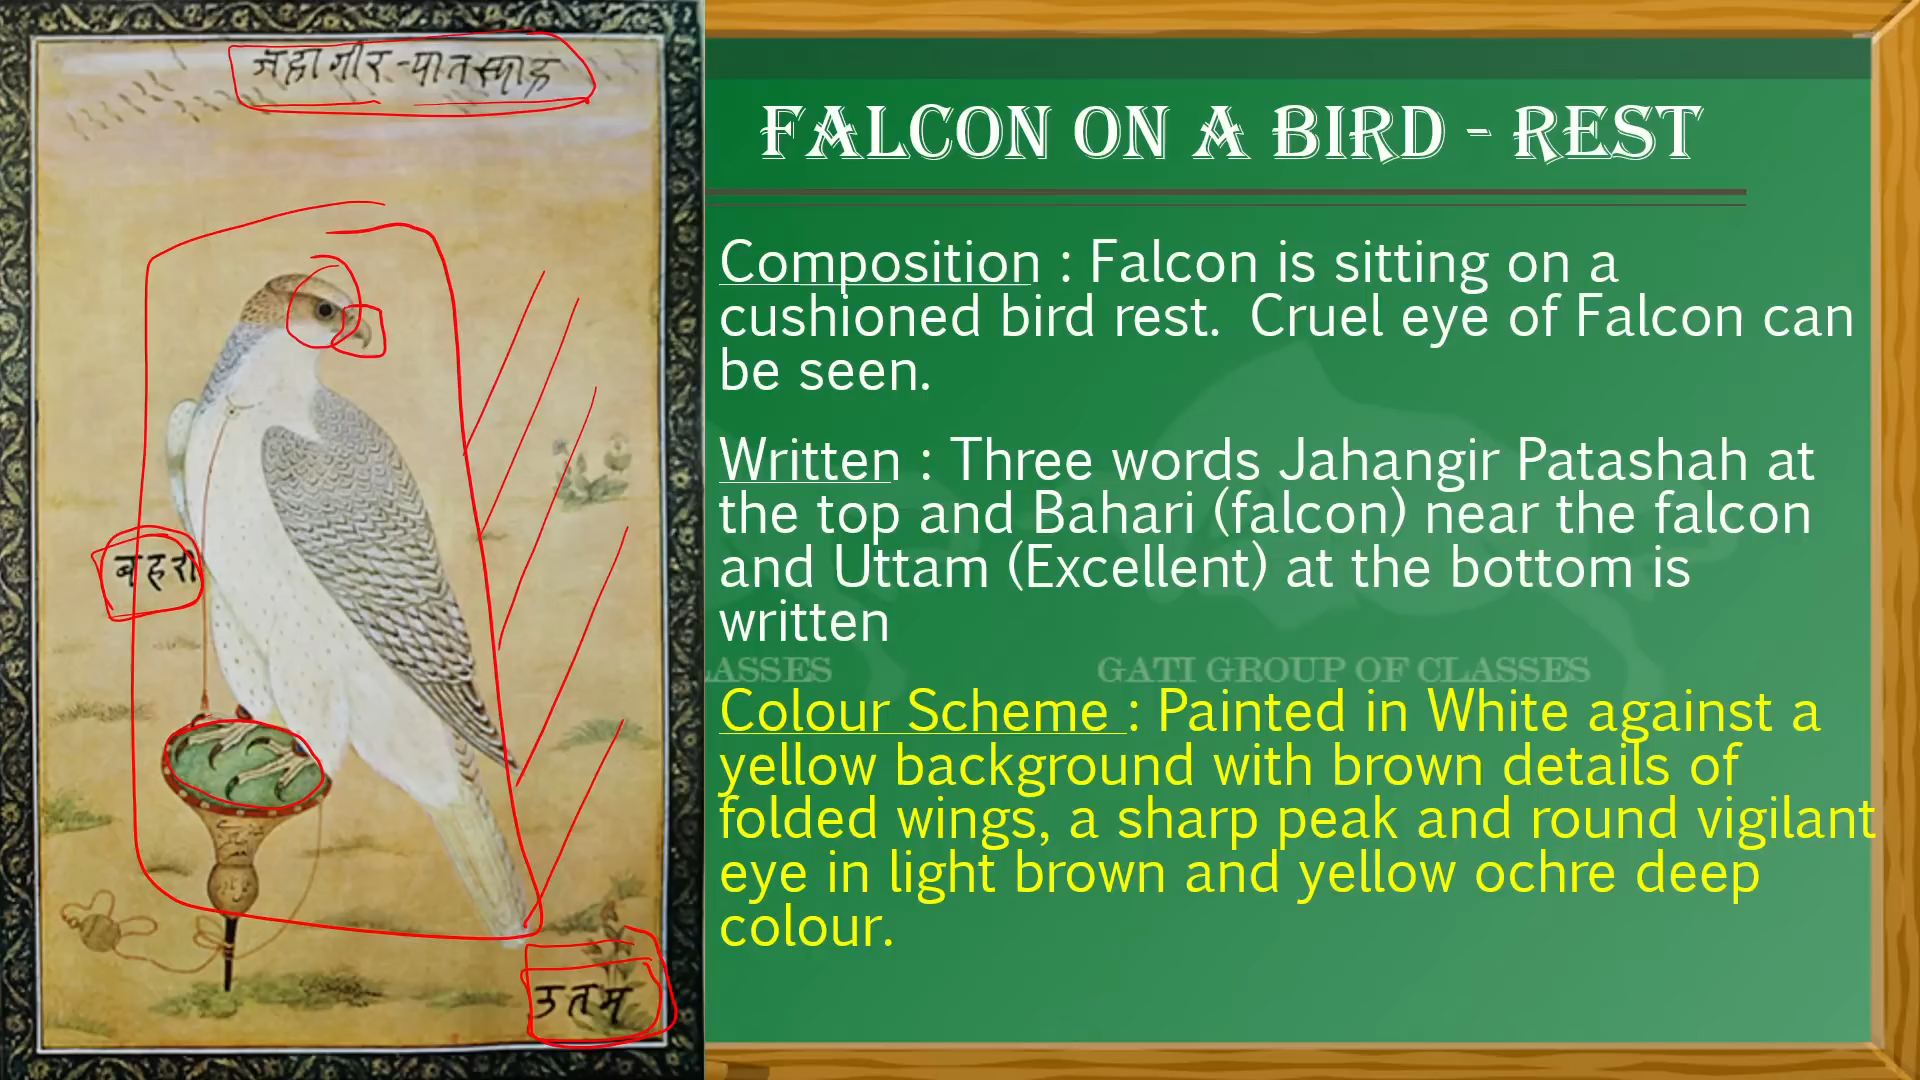 जहागीर-पातस्याह
बहरी
उतम
FALCON ON A BIRD - REST
Composition : Falcon is sitting on a
cushioned bird rest. Cruel eye of Falcon can
be seen.
Written : Three words Jahangir Patashah at
the top and Bahari (falcon) near the falcon
and Uttam (Excellent) at the bottom is
written
LASSES
GATI GROUP OF CLASSES
Colour Scheme : Painted in White against a
yellow background with brown details of
folded wings, a sharp peak and round vigilant
eye in light brown and yellow ochre deep
colour.